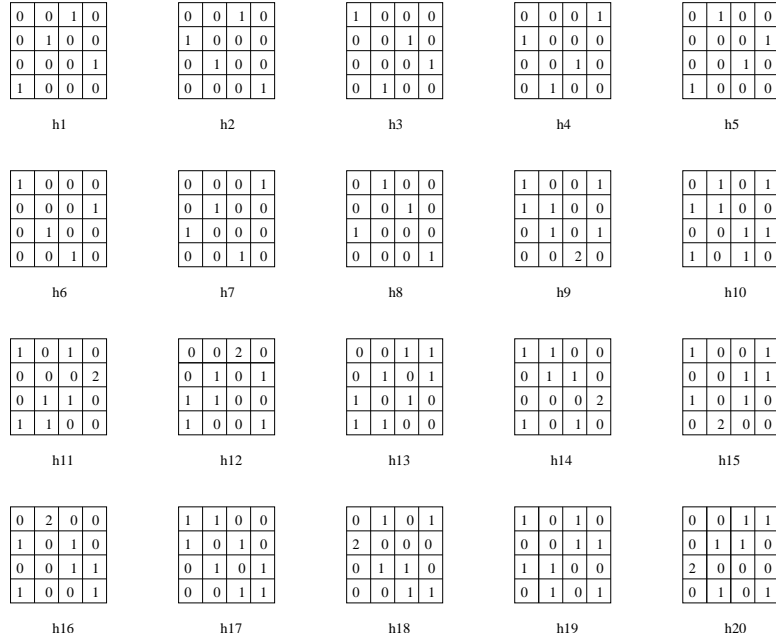 0 0 1 0 0 0 1 0 1 0 0 0 0 0 0 1 0 1 0 0
0 1 0 0 1 0 0 0 0 0 1 0 1 0 0 0 0 0 0 1
0 0 0 1 0 1 0 0 0 0 0 1 0 0 1 0 0 0 1 0
1 0 0 0 0 0 0 1 0 1 0 0 0 1 0 0 1 0 0 0
h1 h2 h3 h4 h5
1 0 0 0 0 0 0 1 0 1 0 0 1 0 0 1 0 1 0 1
0 0 0 1 0 1 0 0 0 0 1 0 1 1 0 0 1 1 0 0
0 1 0 0 1 0 0 0 1 0 0 0 0 1 0 1 0 0 1 1
0 0 1 0 0 0 1 0 0 0 0 1 0 0 2 0 1 0 1 0
h6 h7 h8 h9 h10
1 0 1 0 0 0 2 0 0 0 1 1 1 1 0 0 1 0 0 1
0 0 0 2 0 1 0 1 0 1 0 1 0 1 1 0 0 0 1 1
0 1 1 0 1 1 0 0 1 0 1 0 0 0 0 2 1 0 1 0
1 1 0 0 1 0 0 1 1 1 0 0 1 0 1 0 0 2 0 0
h11 h12 h13 h14 h15
0 2 0 0 1 1 0 0 0 1 0 1 1 0 1 0 0 0 1 1
1 0 1 0 1 0 1 0 2 0 0 0 0 0 1 1 0 1 1 0
0 0 1 1 0 1 0 1 0 1 1 0 1 1 0 0 2 0 0 0
1 0 0 1 0 0 1 1 0 0 1 1 0 1 0 1 0 1 0 1
h16 h17 h18 h19 h20